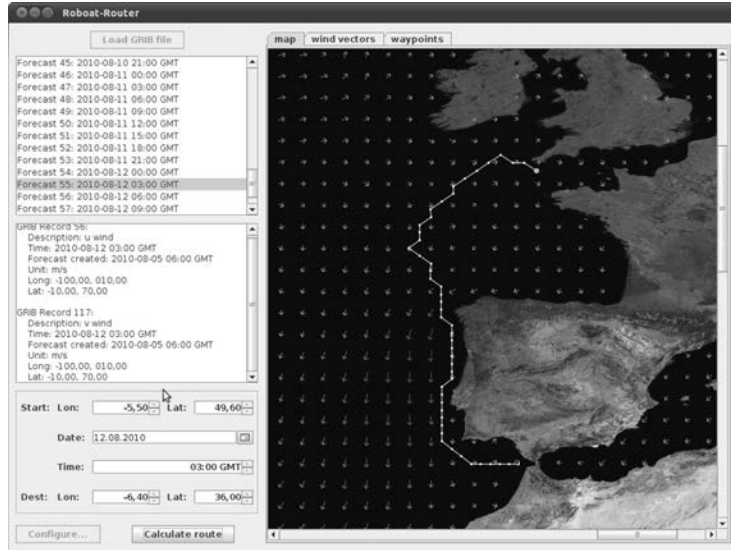 Roboat-Router
Load GRIB file
Forecast 45: 2010-08-10 21:00 GMT
Forecast 46: 2010-08-11 00:00 GMT
Forecast 47: 2010-08-11 03:00 GMT
Forecast 48: 2010-08-11 06:00 GMT
Forecast 49: 2010-08-11 09:00 GMT
Forecast 50: 2010-08-11 12:00 GMT
Forecast 51: 2010-08-11 15:00 GMT
Forecast 52: 2010-08-11 18:00 GMT
Forecast 53: 2010-08-11 21:00 GMT
Forecast 54: 2010-08-12 00:00 GMT
Forecast 55: 2010-08-12 03:00 GMT
Forecast 56: 2010-08-12 06:00 GMT
Forecast 57: 2010-08-12 09:00 GMT
GRIB Record 56:
Description: u wind
Time: 2010-08-12 03:00 GMT
Forecast created: 2010-08-05 06:00 GMT
Unit: m/s
Long: -100,00, 010,00
Lat: -10,00, 70,00
GRIB Record 117:
Description: v wind
Time: 2010-08-12 03:00 GMT
Forecast created: 2010-08-05 06:00 GMT
Unit: m/s
Long: -100,00, 010,00
Lat: -10,00, 70,00
Start: Lon: -5,50 Lat: 49,60
Date: 12.08.2010
Time: 03:00 GMT
Dest: Lon: -6,40 Lat: 36,00
Configure... Calculate route
map wind vectors waypoints